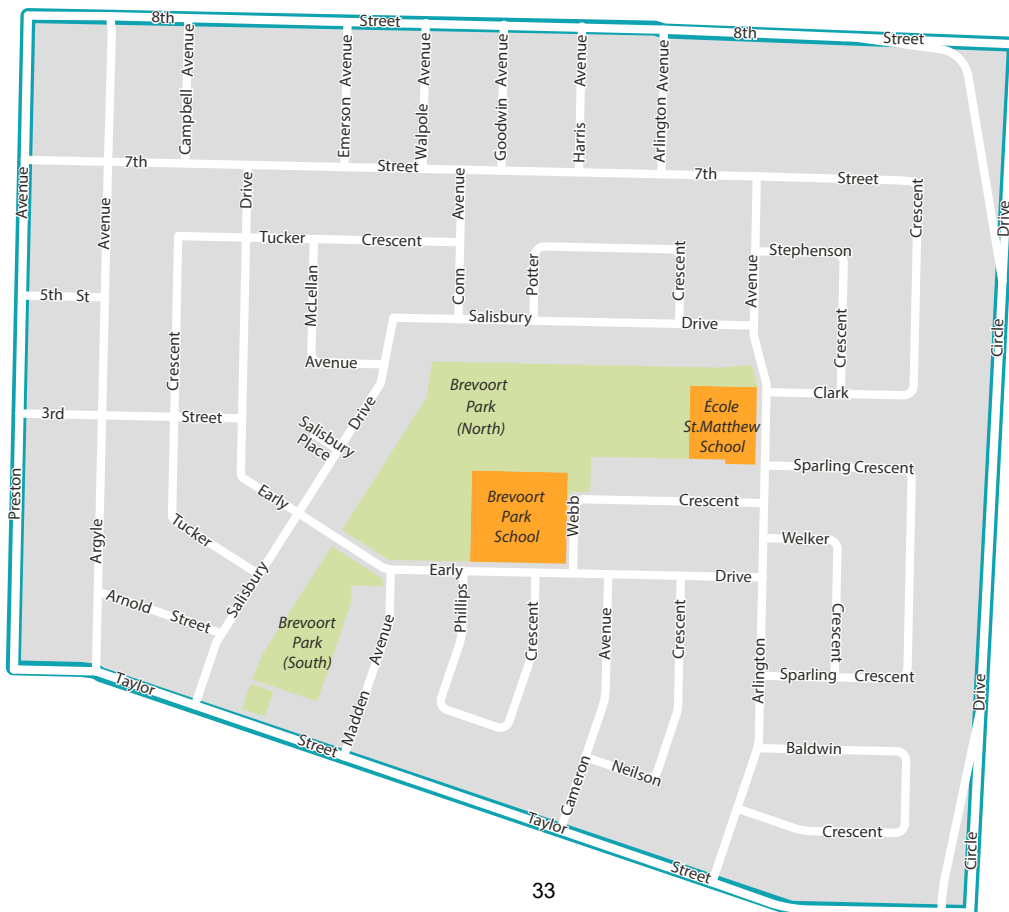 8th
Street
8th
Street
Campbell
Avenue
Emerson
Avenue
Walpole
Avenue
Goodwin
Avenue
Harris
Avenue
Arlington
Avenue
7th
Street
7th
Street
Avenue
Avenue
Drive
Avenue
Crescent
Drive
Tucker
Crescent
McLellan
Conn
Potter
Crescent
Avenue
Stephenson
5th St
Salisbury
Drive
Crescent
Circle
Crescent
Avenue
Clark
3rd
Street
Salisbury
Place
Drive
Brevoort
Park
(North)
École
St.Matthew
School
Preston
Argyle
Early
Tucker
Sparling Crescent
Brevoort
Park
School
Webb
Crescent
Welker
Early
Drive
Arnold
Street
Salisbury
Brevoort
Park
(South)
Avenue
Madden
Phillips
Crescent
Avenue
Crescent
Crescent
Arlington
Sparling
Crescent
Drive
Taylor
Street
Cameron
Neilson
Baldwin
Crescent
Taylor
Street
Circle
33